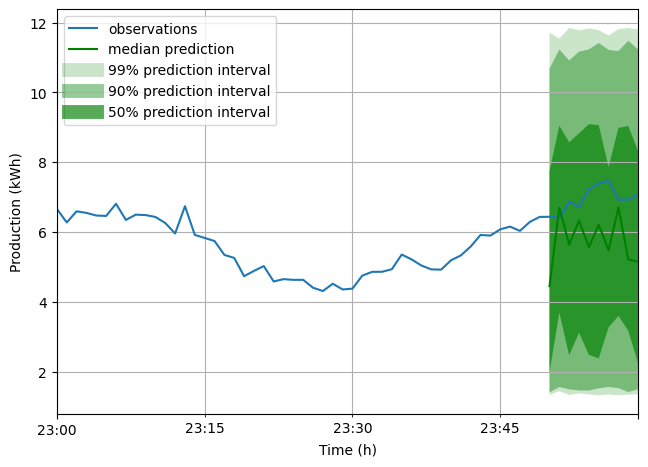 observations
median prediction
99% prediction interval
90% prediction interval
50% prediction interval
12
10
8
6
4
2
Production (kWh)
23:00
23:15
23:30
23:45
Time (h)